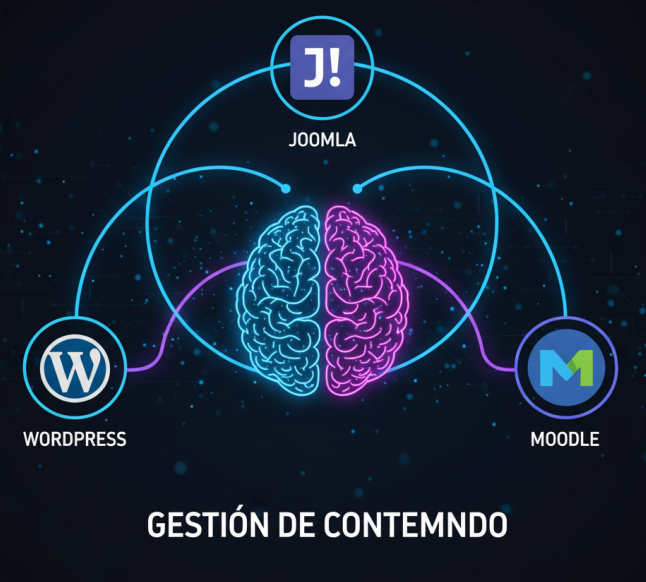 J!
JOOMLA
W
M
WORDPRESS
MOODLE
GESTIÓN DE CONTEMNDO